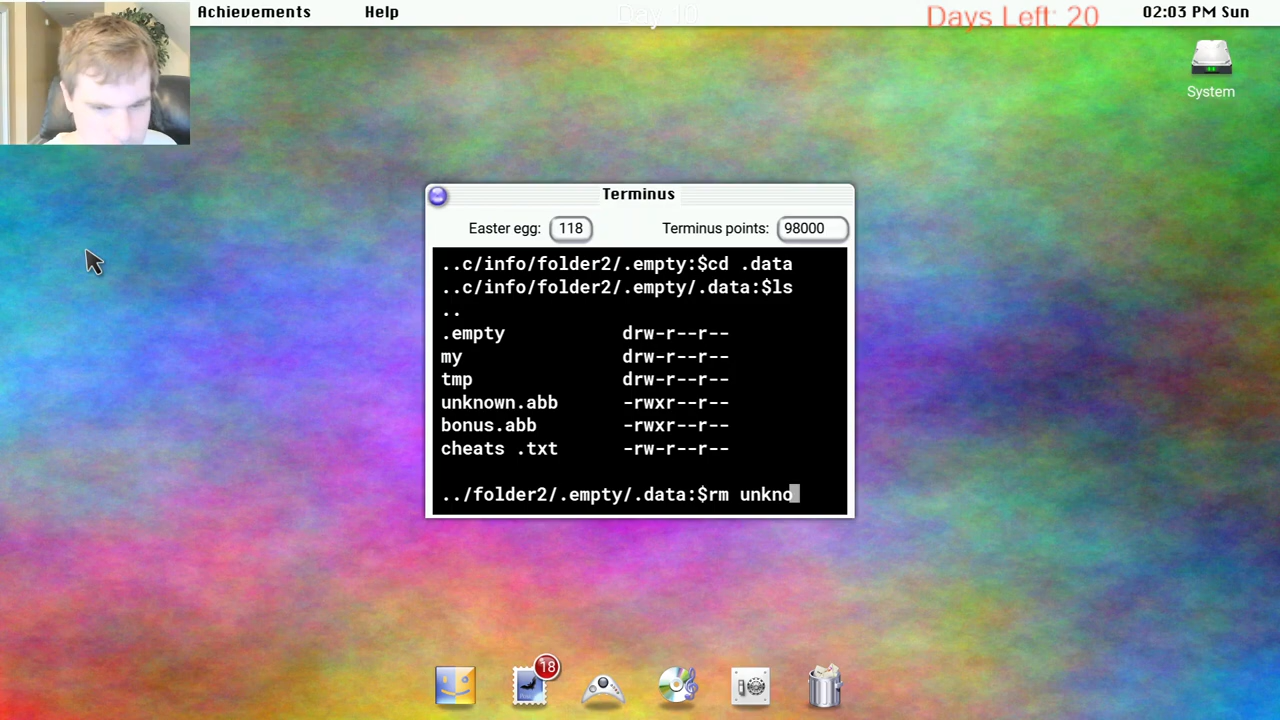 Achievements Help Day 10 Days Left: 20 02:03 PM Sun
System
Terminus
Easter egg: 118 Terminus points: 98000
..c/info/folder2/.empty:$cd .data
..c/info/folder2/.empty/.data:$ls
..
.empty drw-r--r--
my drw-r--r--
tmp drw-r--r--
unknown.abb -rwxr--r--
bonus.abb -rwxr--r--
cheats .txt -rw-r--r--
../folder2/.empty/.data:$rm unkno
18